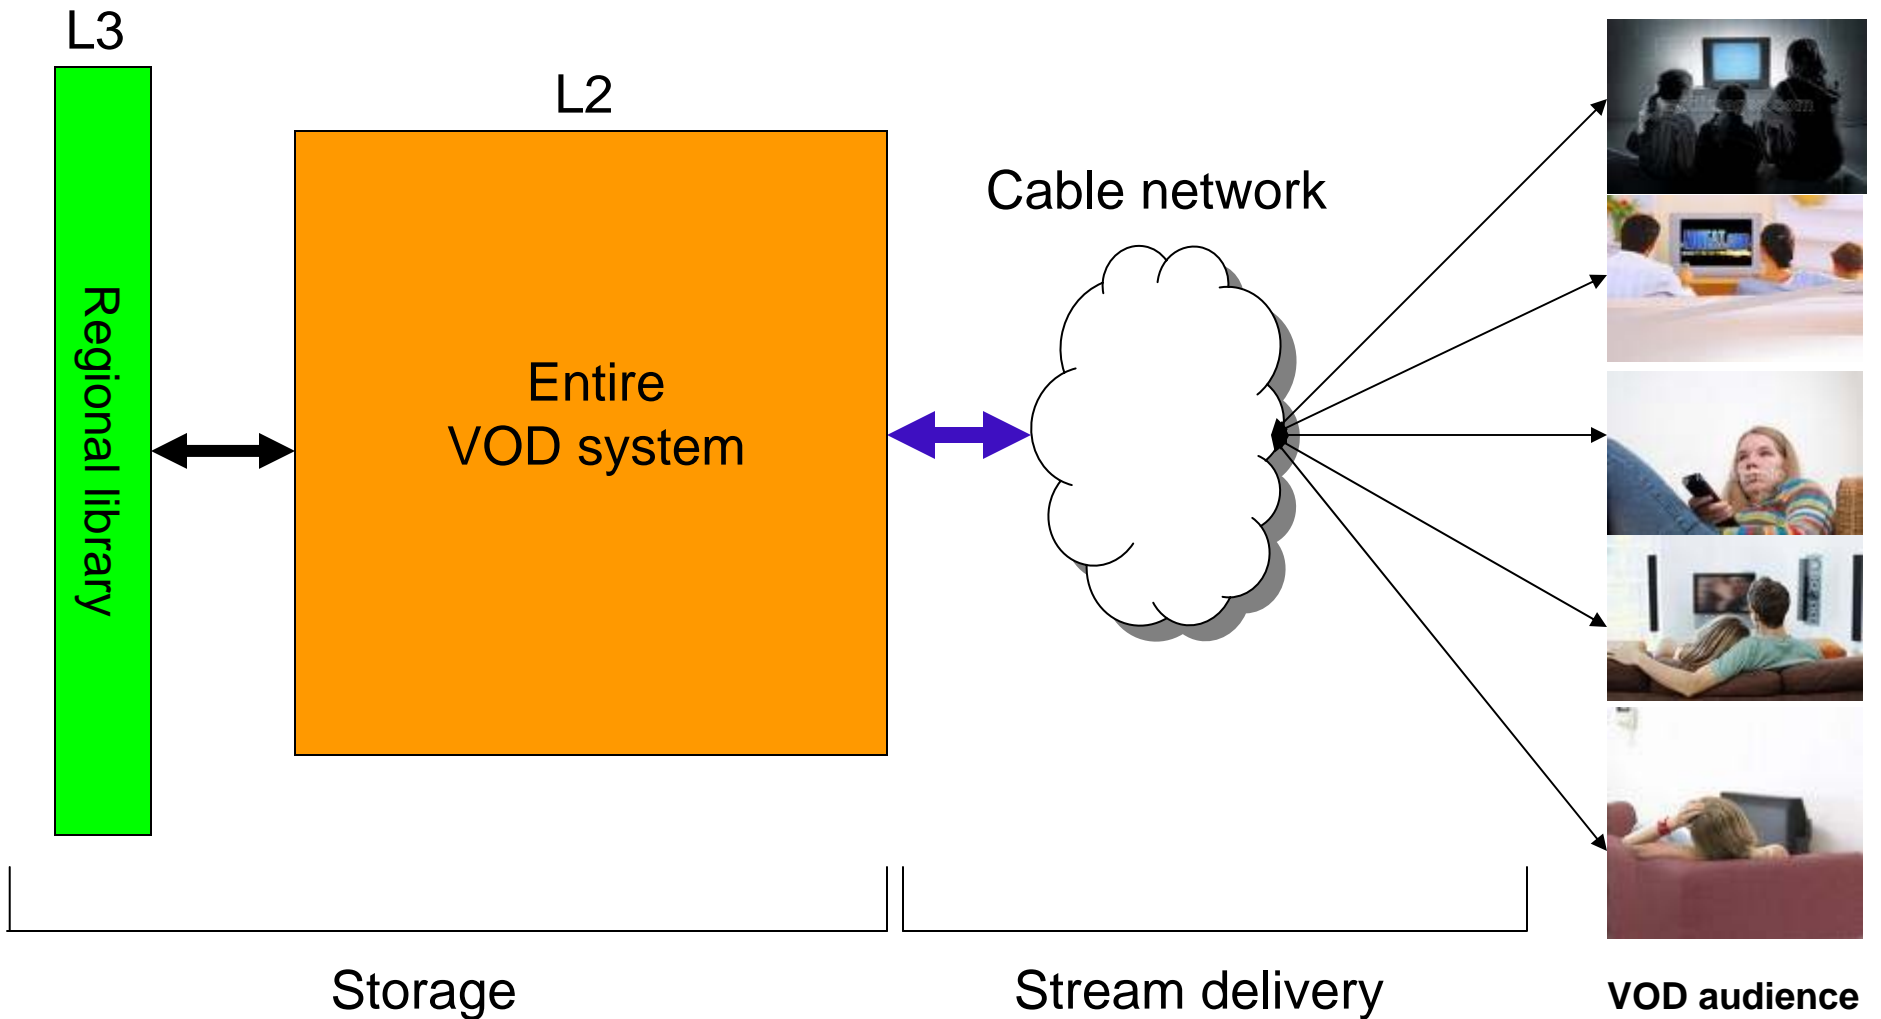 L3
L2
Cable network
Regional library
Entire
VOD system
Storage
Stream delivery
VOD audience